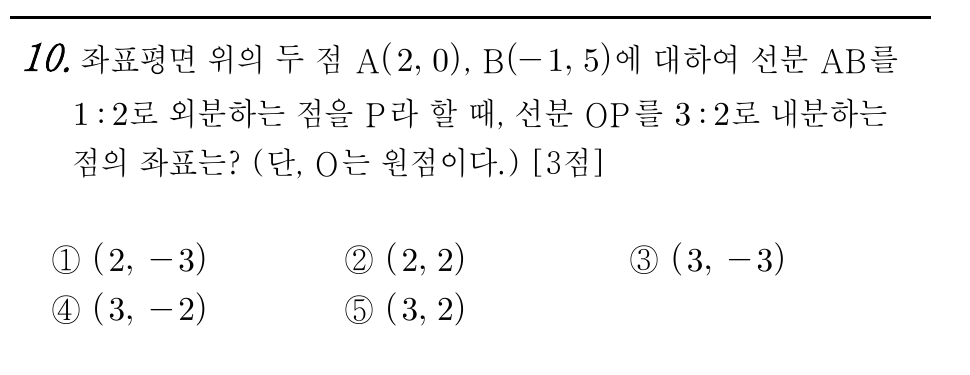 10. 좌표평면 위의 두 점 A(2, 0), B(−1, 5)에 대하여 선분 AB를
1 : 2로 외분하는 점을 P라 할 때, 선분 OP를 3 : 2로 내분하는
점의 좌표는? (단, O는 원점이다.) [3점]
① (2, −3) ② (2, 2) ③ (3, −3)
④ (3, −2) ⑤ (3, 2)